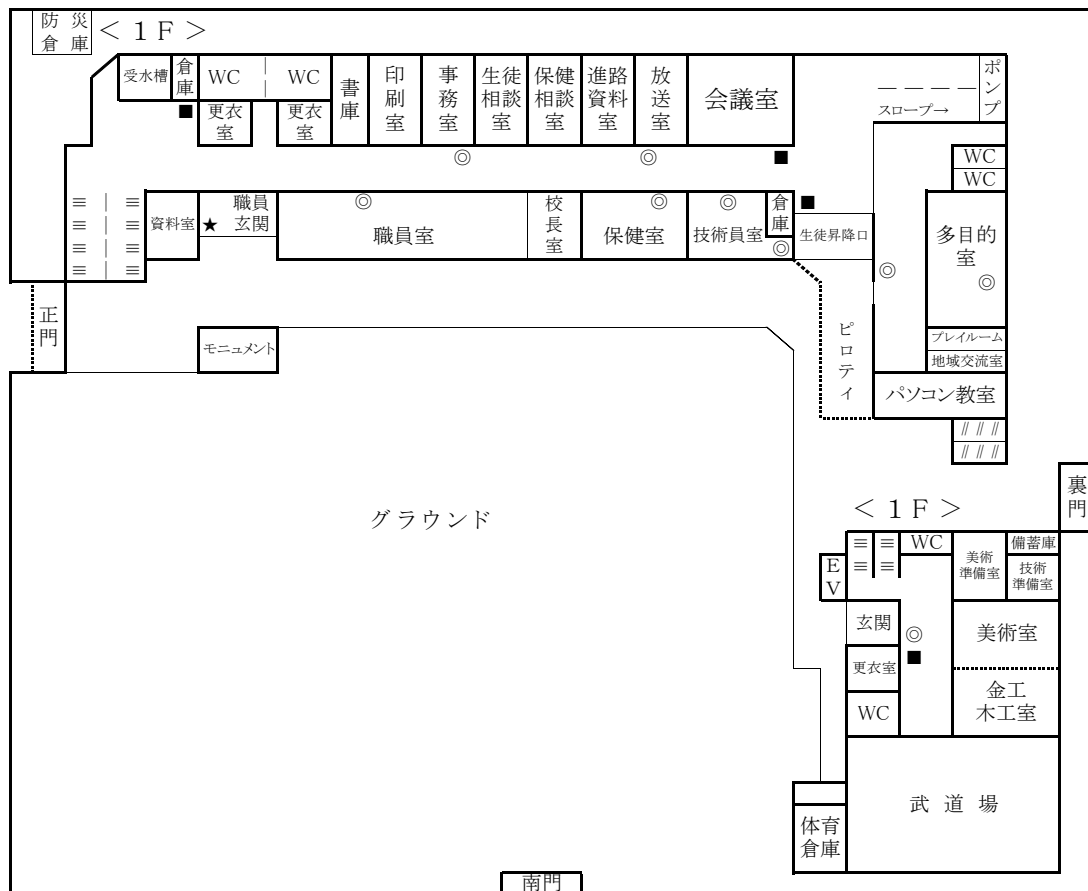 防災
倉庫
＜１Ｆ＞
受水槽
倉庫
WC
WC
更衣室
更衣室
書庫
印刷室
事務室
生徒相談室
保健相談室
進路資料室
放送室
会議室
スロープ→
ポンプ
■
◎
◎
■
WC
WC
資料室
★
職員
玄関
◎
職員室
校長室
◎
保健室
◎
技術員室
倉庫
◎
■
生徒昇降口
◎
多目的
室
◎
正門
モニュメント
ピロティ
プレイルーム
地域交流室
パソコン教室
グラウンド
＜１Ｆ＞
裏門
EV
WC
美術
準備室
備蓄庫
技術
準備室
玄関
◎
■
美術室
更衣室
WC
金工
木工室
武道場
体育
倉庫
南門